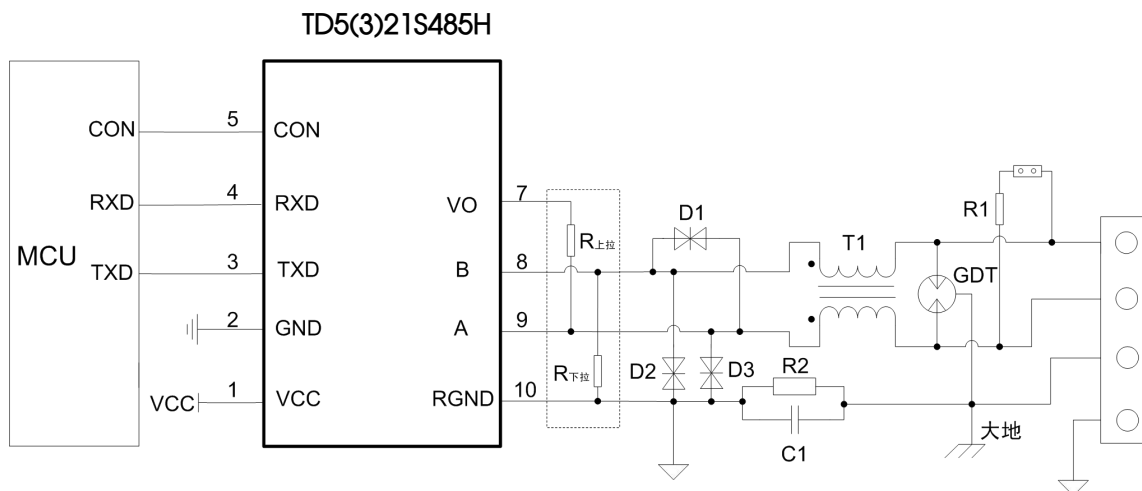 TD5(3)21S485H
MCU
CON
RXD
TXD
5
4
3
2
1
CON
RXD
TXD
GND
VCC
VCC
VO
B
A
RGND
7
8
9
10
R上拉
R下拉
D1
D2
D3
T1
R2
C1
GDT
R1
大地